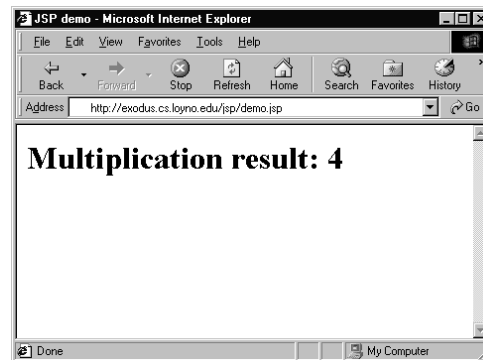 JSP demo - Microsoft Internet Explorer
File Edit View Favorites Tools Help
Back Forward Stop Refresh Home Search Favorites History »
Address http://exodus.cs.loyno.edu/jsp/demo.jsp Go
Multiplication result: 4
Done My Computer